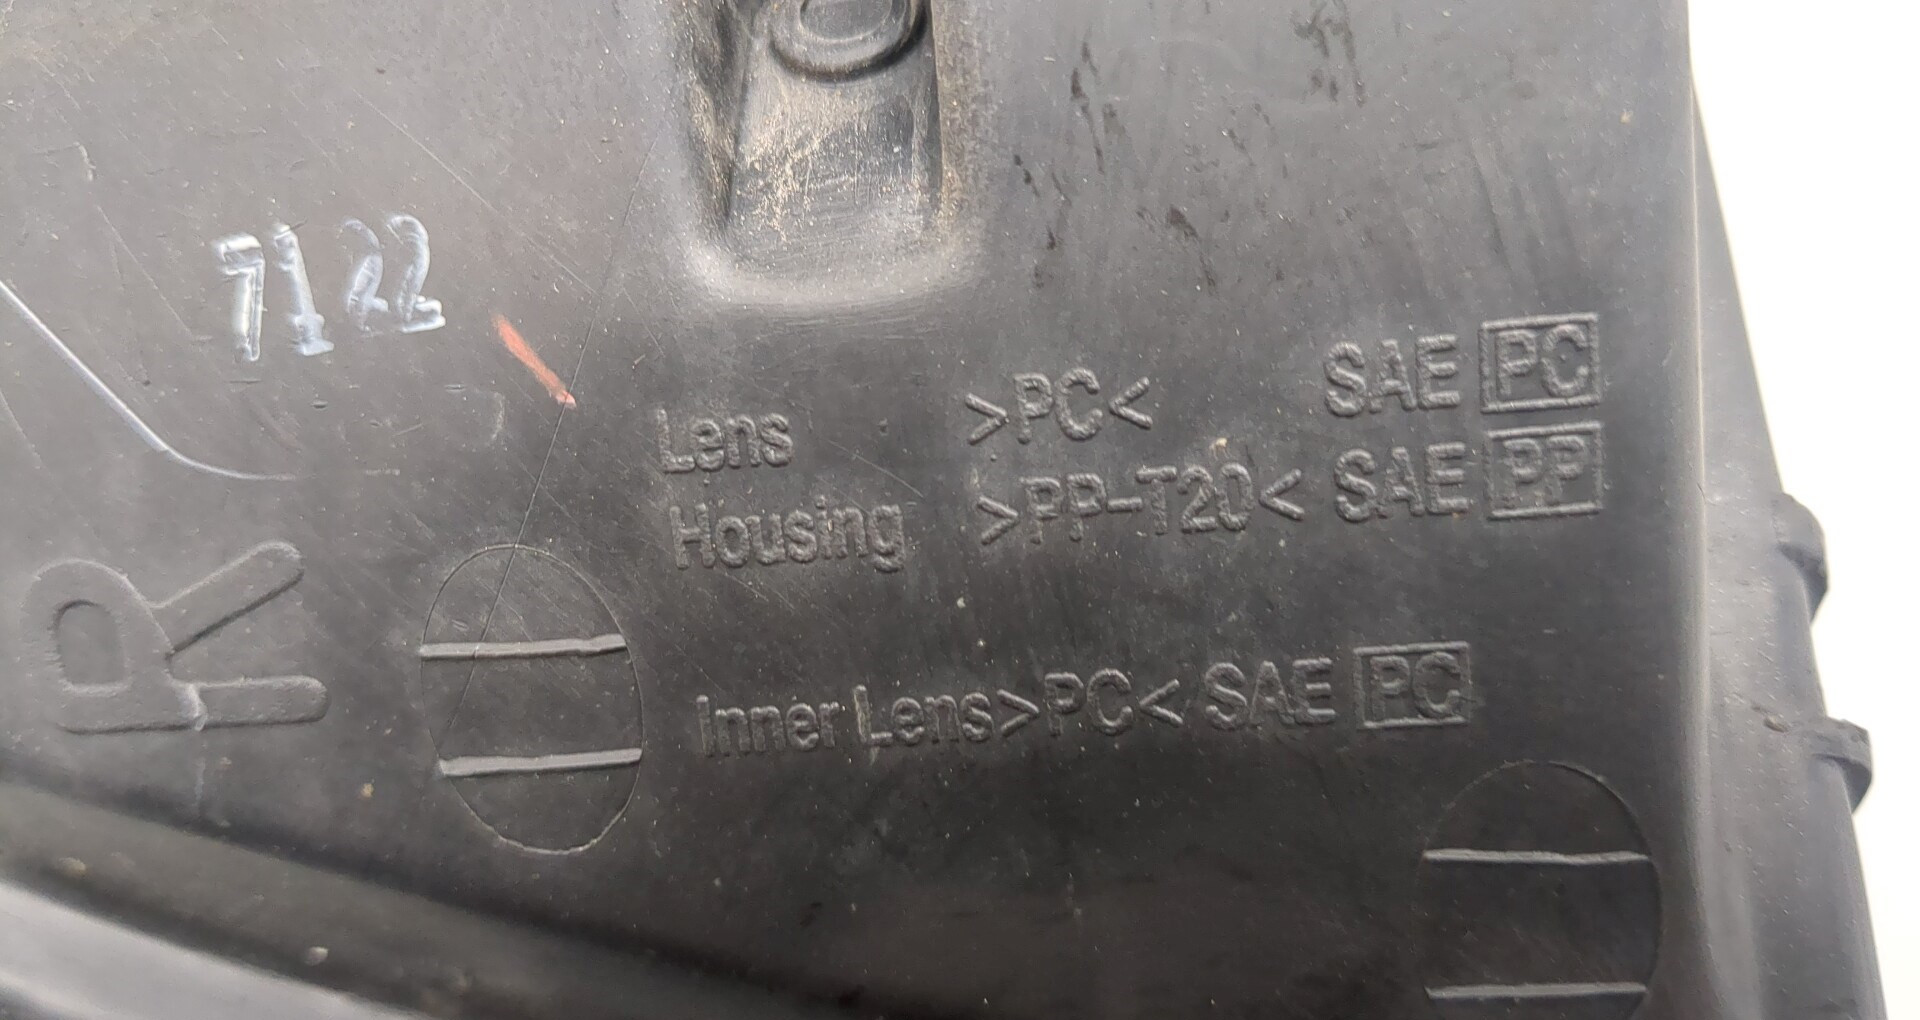 7122
Lens >PC< SAE PC
Housing >PP-T20< SAE PP
R
Inner Lens>PC< SAE PC